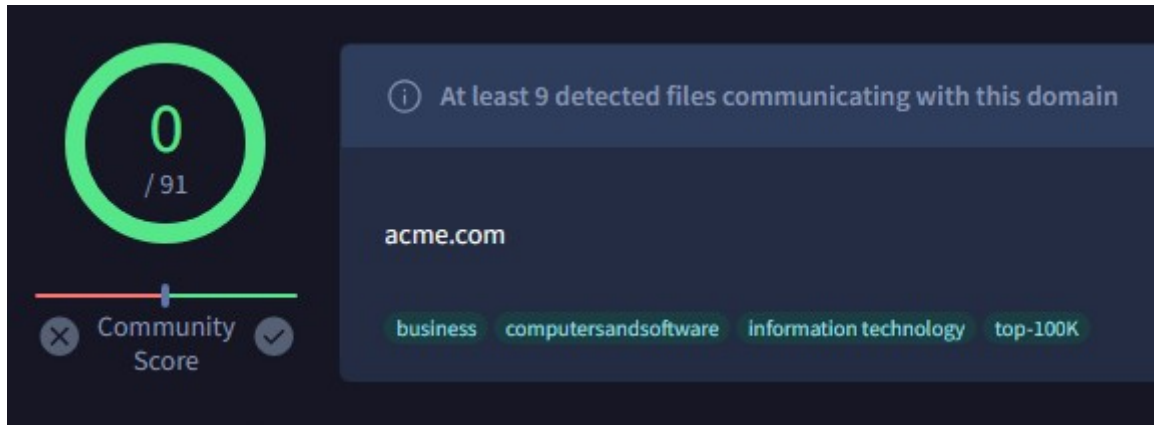 0
/ 91
Community
Score
At least 9 detected files communicating with this domain
acme.com
business computersandsoftware information technology top-100K